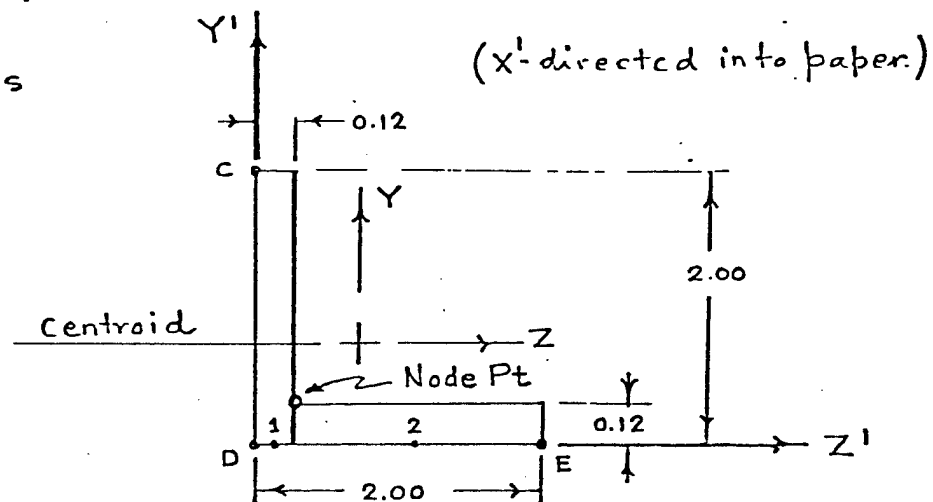 Y'
(x'-directed into paper.)
s
0.12
C
Y
2.00
Centroid
Z
Node Pt
1
2
0.12
D
E
Z'
2.00